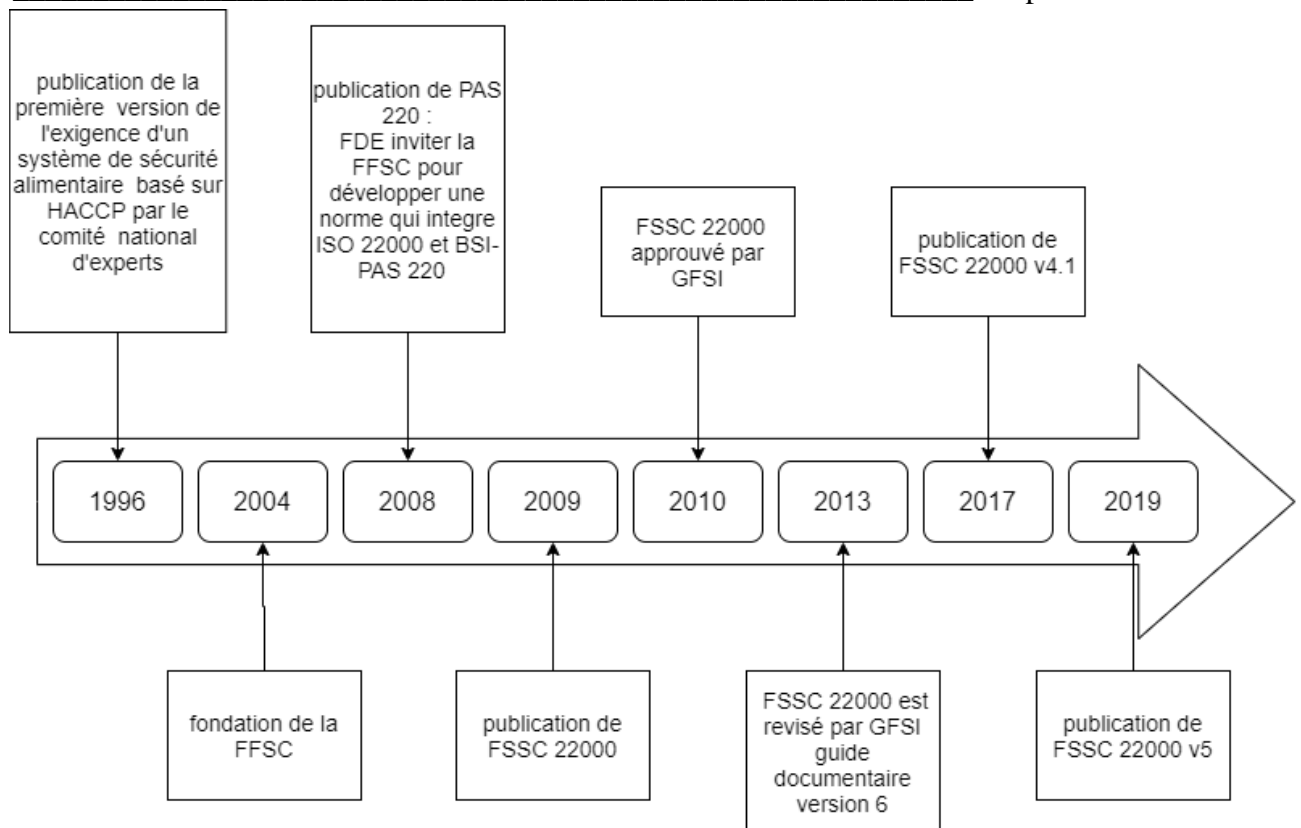 publication de la
première version de
l'exigence d'un
système de sécurité
alimentaire basé sur
HACCP par le
comité national
d'experts
publication de PAS
220 :
FDE inviter la
FFSC pour
développer une
norme qui integre
ISO 22000 et BSI-
PAS 220
FSSC 22000
approuvé par
GFSI
publication de
FSSC 22000 v4.1
1996
2004
2008
2009
2010
2013
2017
2019
fondation de la
FFSC
publication de
FSSC 22000
FSSC 22000 est
revisé par GFSI
guide
documentaire
version 6
publication de
FSSC 22000 v5